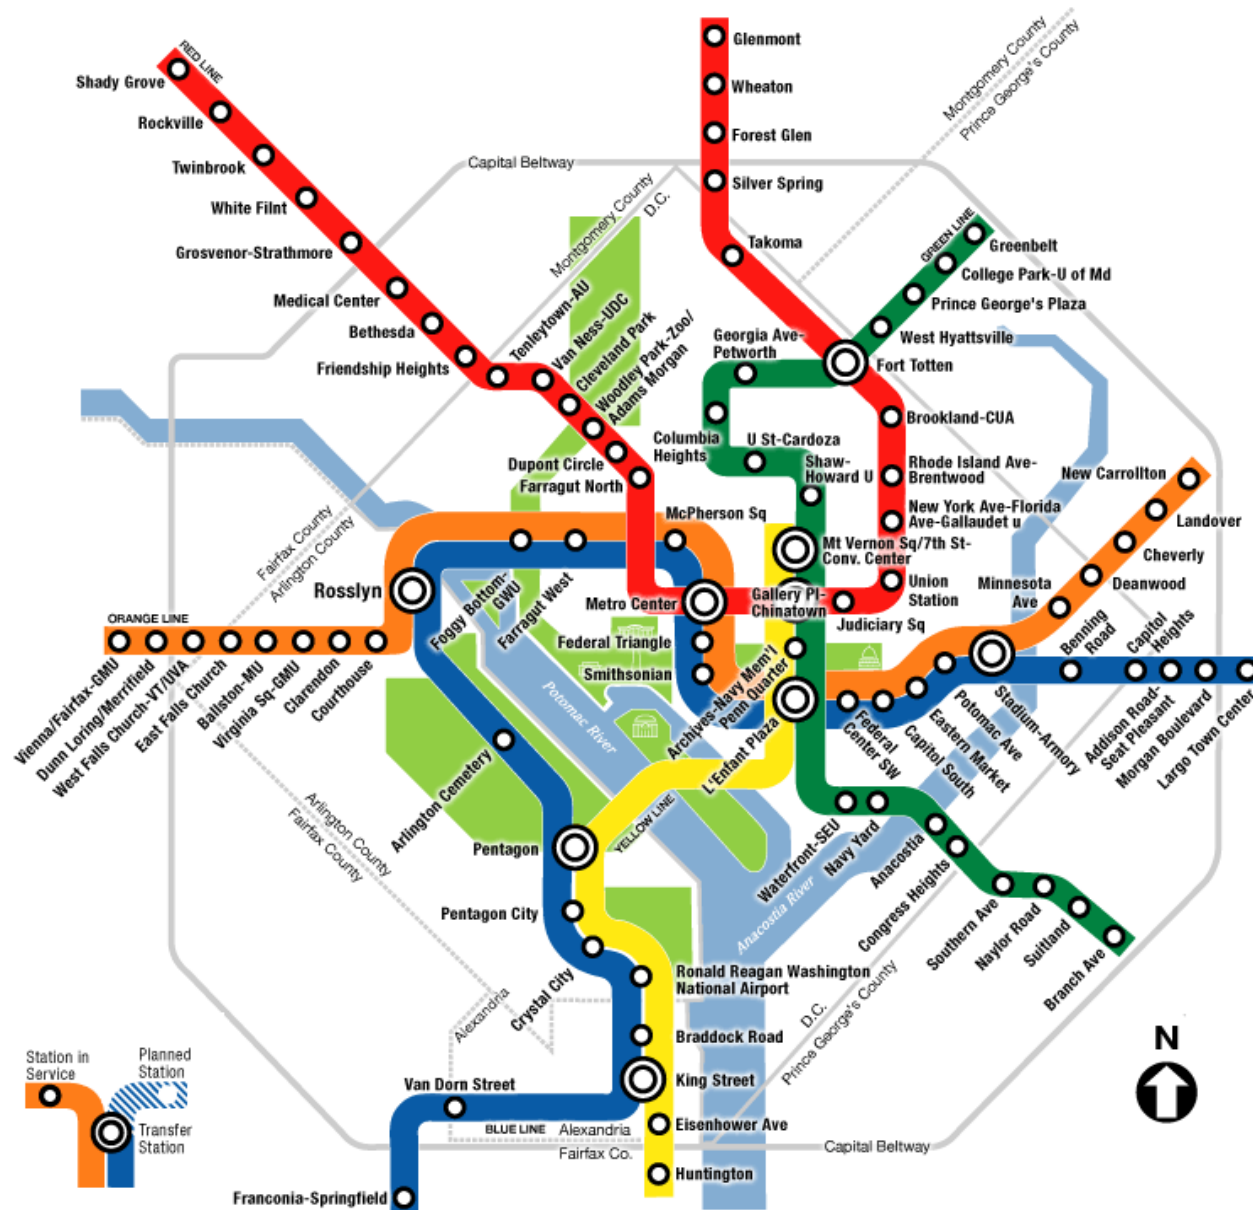 RED LINE
Shady Grove
Rockville
Twinbrook
White Filnt
Grosvenor-Strathmore
Medical Center
Bethesda
Friendship Heights
Tenleytown-AU
Van Ness-UDC
Cleveland Park
Woodley Park-Zoo/
Adams Morgan
Dupont Circle
Farragut North
Glenmont
Wheaton
Forest Glen
Silver Spring
Takoma
Capital Beltway
Montgomery County
D.C.
Montgomery County
Prince George's County
GREEN LINE
Greenbelt
College Park-U of Md
Prince George's Plaza
West Hyattsville
Fort Totten
Georgia Ave-
Petworth
Columbia
Heights
U St-Cardoza
Shaw-
Howard U
Brookland-CUA
Rhode Island Ave-
Brentwood
New York Ave-Florida
Ave-Gallaudet u
Mt Vernon Sq/7th St-
Conv. Center
Union
Station
Gallery Pl-
Chinatown
Judiciary Sq
McPherson Sq
Metro Center
Federal Triangle
Smithsonian
Fairfax County
Arlington County
Rosslyn
Foggy Bottom-
GWU
Farragut West
ORANGE LINE
Vienna/Fairfax-GMU
Dunn Loring/Merrifield
West Falls Church-VT/UVA
East Falls Church
Ballston-MU
Virginia Sq-GMU
Clarendon
Courthouse
New Carrollton
Landover
Cheverly
Deanwood
Minnesota
Ave
Benning
Road
Capitol
Heights
Addison Road-
Seat Pleasant
Morgan Boulevard
Largo Town Center
Stadium-Armory
Potomac Ave
Eastern Market
Capitol South
Federal
Center SW
Archives-Navy Mem'l
Penn Quarter
L'Enfant Plaza
Potomac River
Arlington Cemetery
YELLOW LINE
Arlington County
Fairfax County
Pentagon
Pentagon City
Crystal City
Waterfront-SEU
Navy Yard
Anacostia
Congress Heights
Southern Ave
Naylor Road
Suitland
Branch Ave
Anacostia River
Ronald Reagan Washington
National Airport
Braddock Road
King Street
Eisenhower Ave
Huntington
D.C.
Prince George's County
Alexandria
Van Dorn Street
BLUE LINE
Alexandria
Fairfax Co.
Franconia-Springfield
Capital Beltway
N
Station in
Service
Planned
Station
Transfer
Station